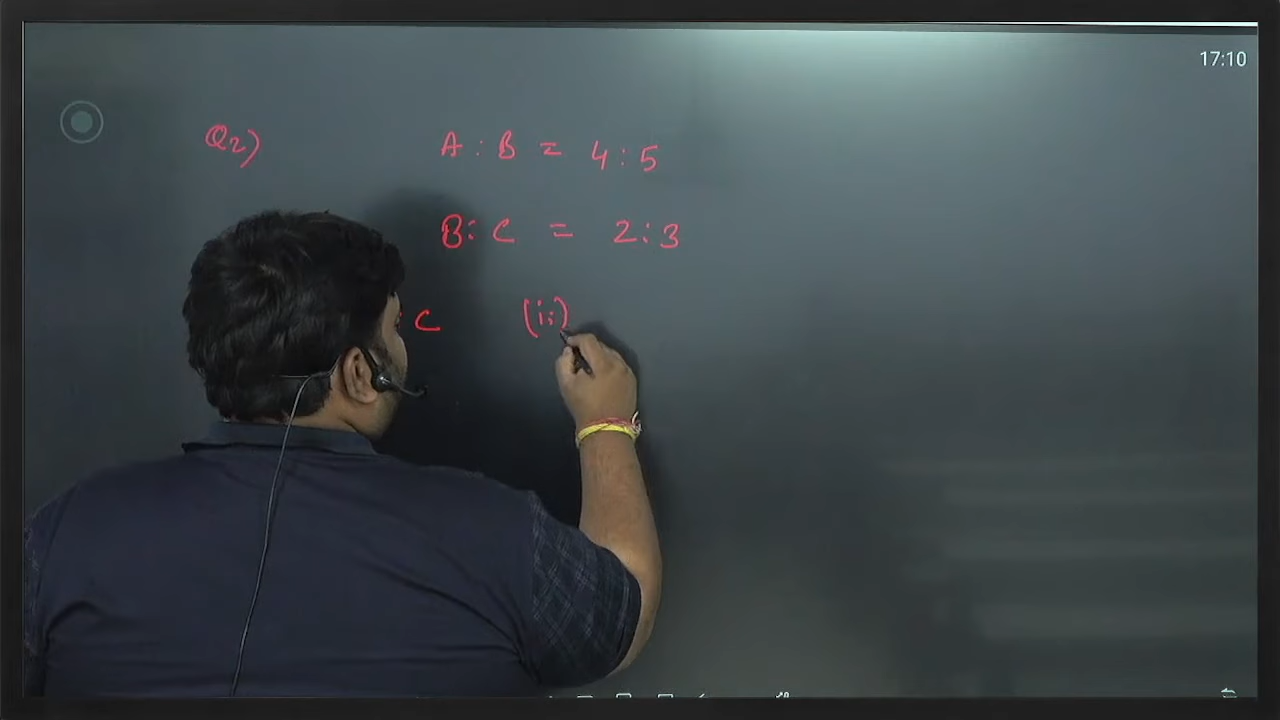 17:10
Q2) A : B = 4 : 5
B : C = 2 : 3
: C (ii)